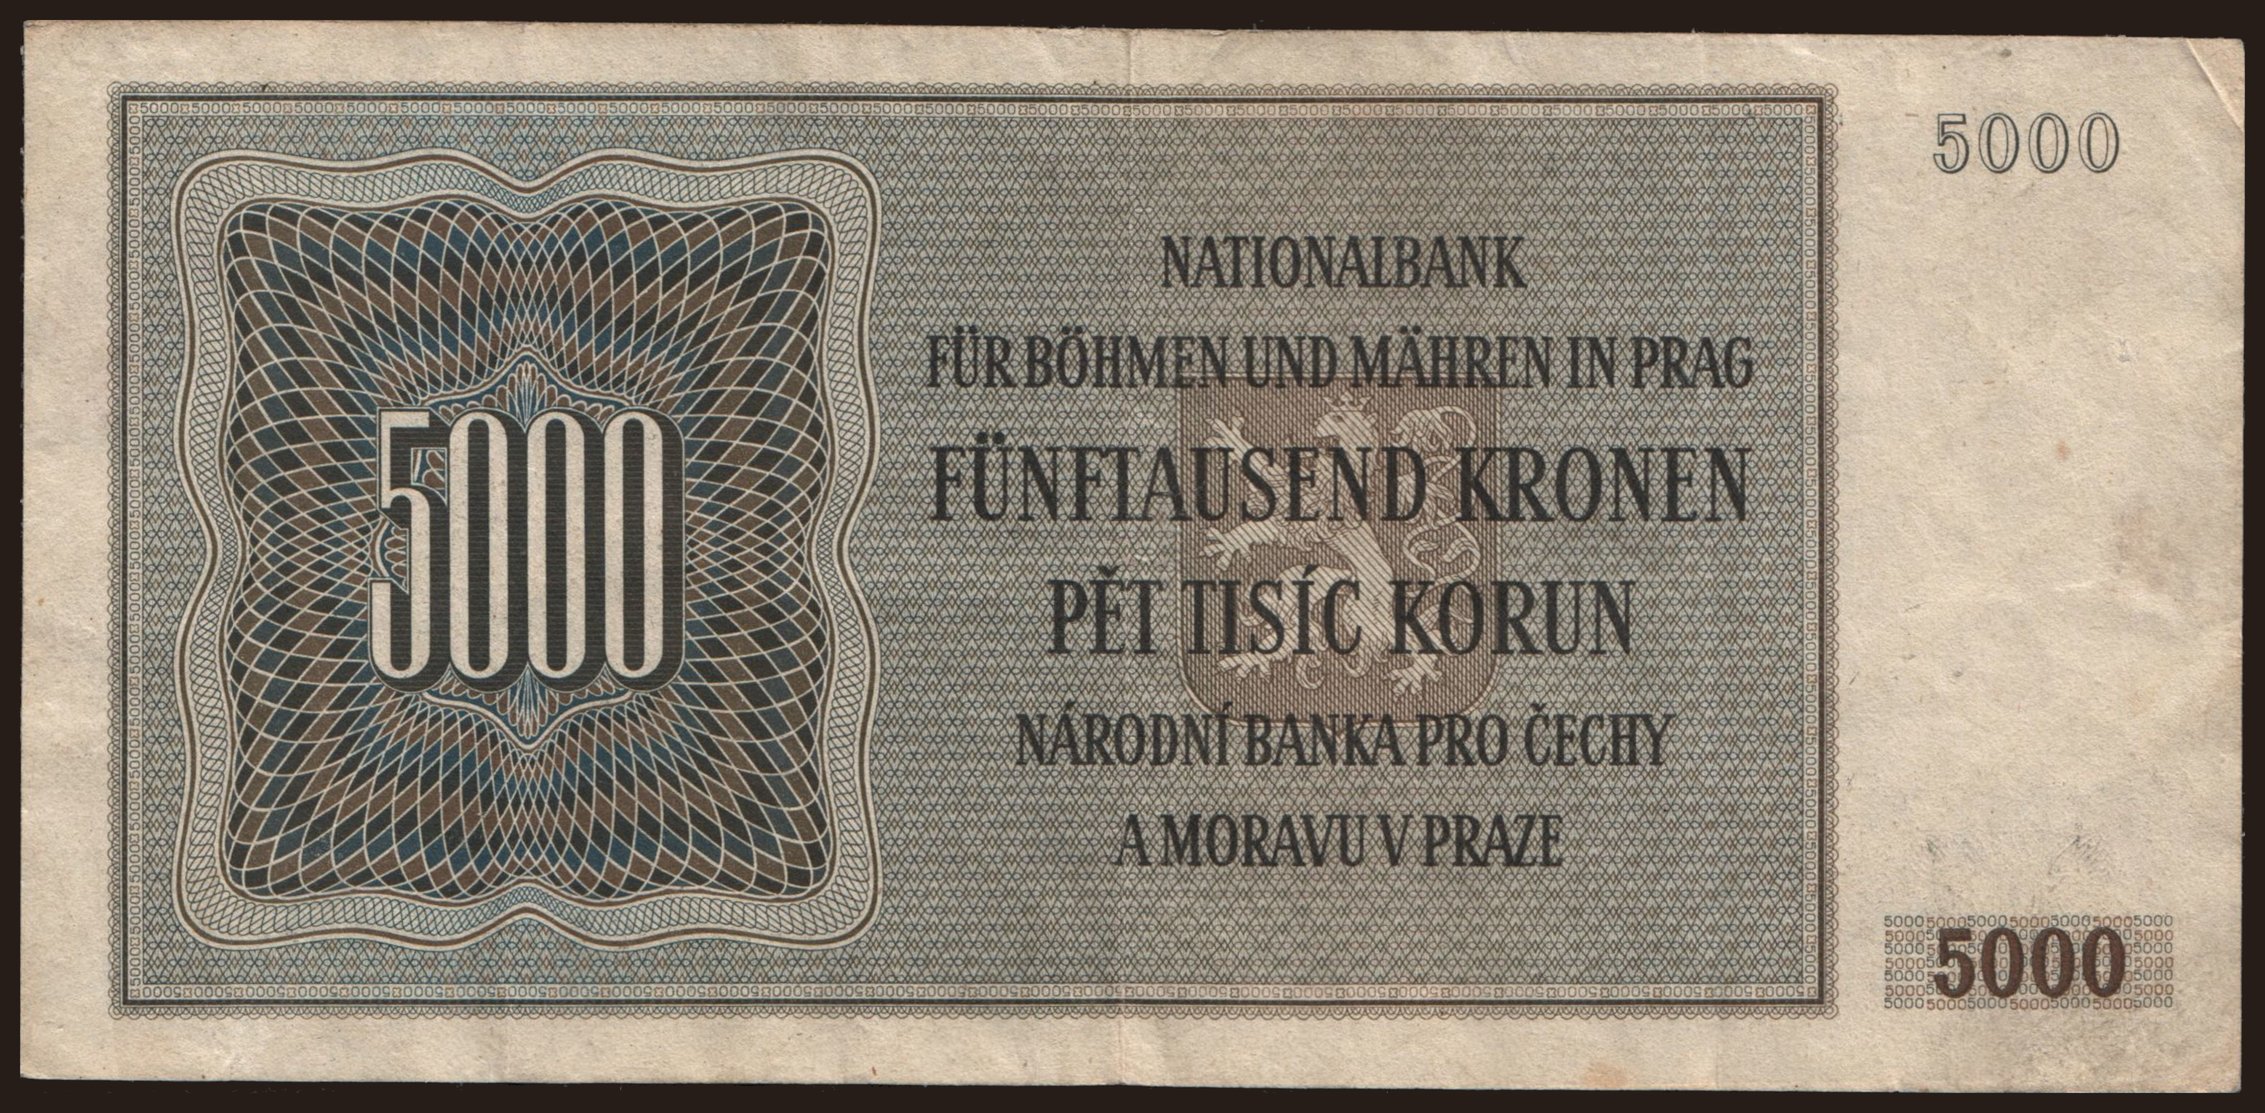 5000
NATIONALBANK
FÜR BÖHMEN UND MÄHREN IN PRAG
FÜNFTAUSEND KRONEN
PĚT TISÍC KORUN
NÁRODNÍ BANKA PRO ČECHY
A MORAVU V PRAZE
5000
5000